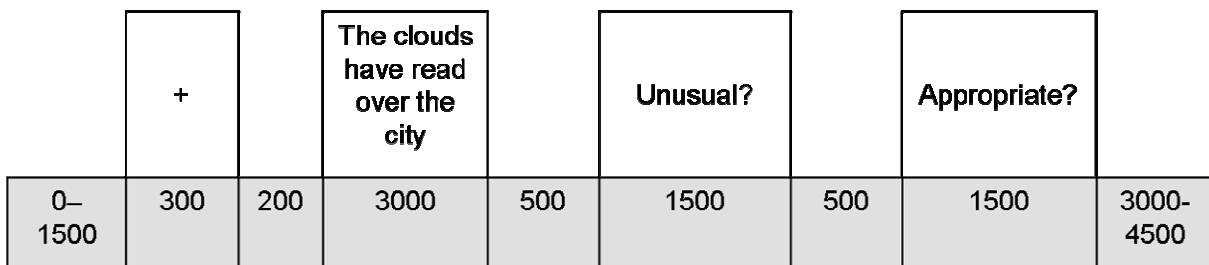 +
The clouds
have read
over the
city
Unusual?
Appropriate?
0–
1500
300
200
3000
500
1500
500
1500
3000-
4500